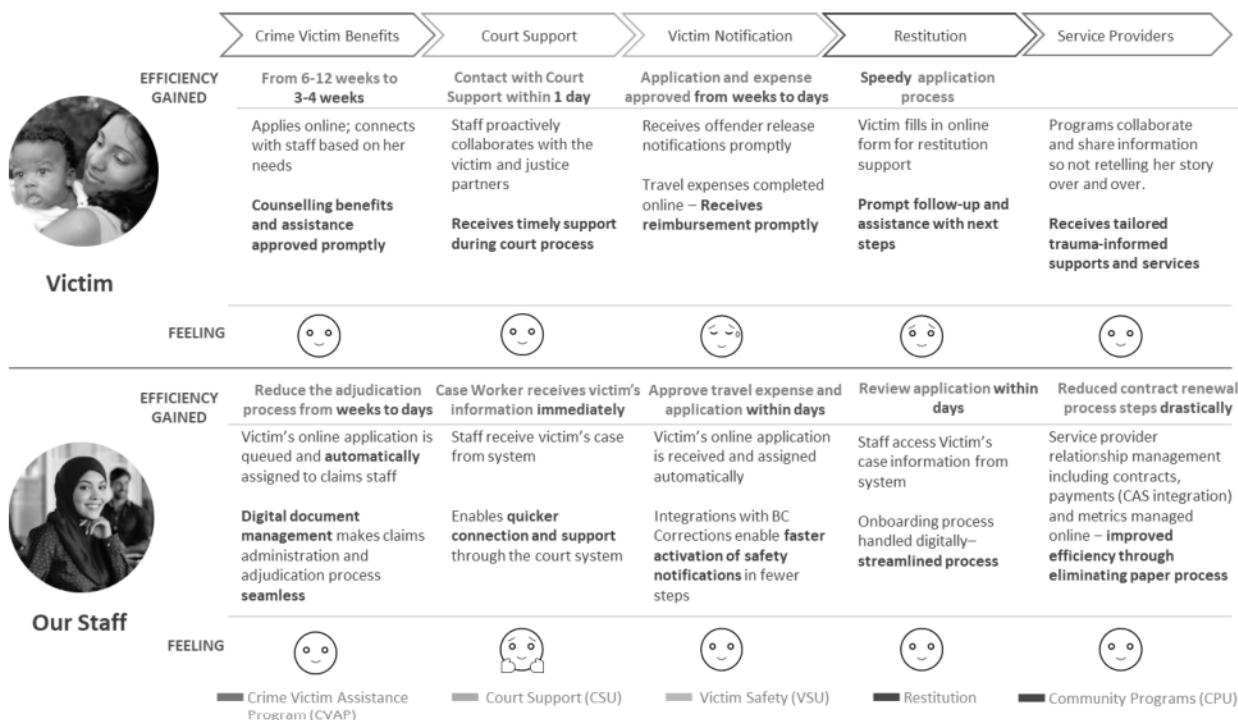 Crime Victim Benefits
Court Support
Victim Notification
Restitution
Service Providers
EFFICIENCY
GAINED
From 6-12 weeks to
3-4 weeks
Contact with Court
Support within 1 day
Application and expense
approved from weeks to days
Speedy application
process
Victim
Applies online; connects
with staff based on her
needs
Counselling benefits
and assistance
approved promptly
Staff proactively
collaborates with the
victim and justice
partners
Receives timely support
during court process
Receives offender release
notifications promptly
Travel expenses completed
online – Receives
reimbursement promptly
Victim fills in online
form for restitution
support
Prompt follow-up and
assistance with next
steps
Programs collaborate
and share information
so not retelling her story
over and over.
Receives tailored
trauma-informed
supports and services
FEELING
EFFICIENCY
GAINED
Reduce the adjudication
process from weeks to days
Case Worker receives victim's
information immediately
Approve travel expense and
application within days
Review application within
days
Reduced contract renewal
process steps drastically
Our Staff
Victim's online application is
queued and automatically
assigned to claims staff
Digital document
management makes claims
administration and
adjudication process
seamless
Staff receive victim's case
from system
Enables quicker
connection and support
through the court system
Victim's online application
is received and assigned
automatically
Integrations with BC
Corrections enable faster
activation of safety
notifications in fewer
steps
Staff access Victim's
case information from
system
Onboarding process
handled digitally–
streamlined process
Service provider
relationship management
including contracts,
payments (CAS integration)
and metrics managed
online – improved
efficiency through
eliminating paper process
FEELING
Crime Victim Assistance
Program (CVAP)
Court Support (CSU)
Victim Safety (VSU)
Restitution
Community Programs (CPU)